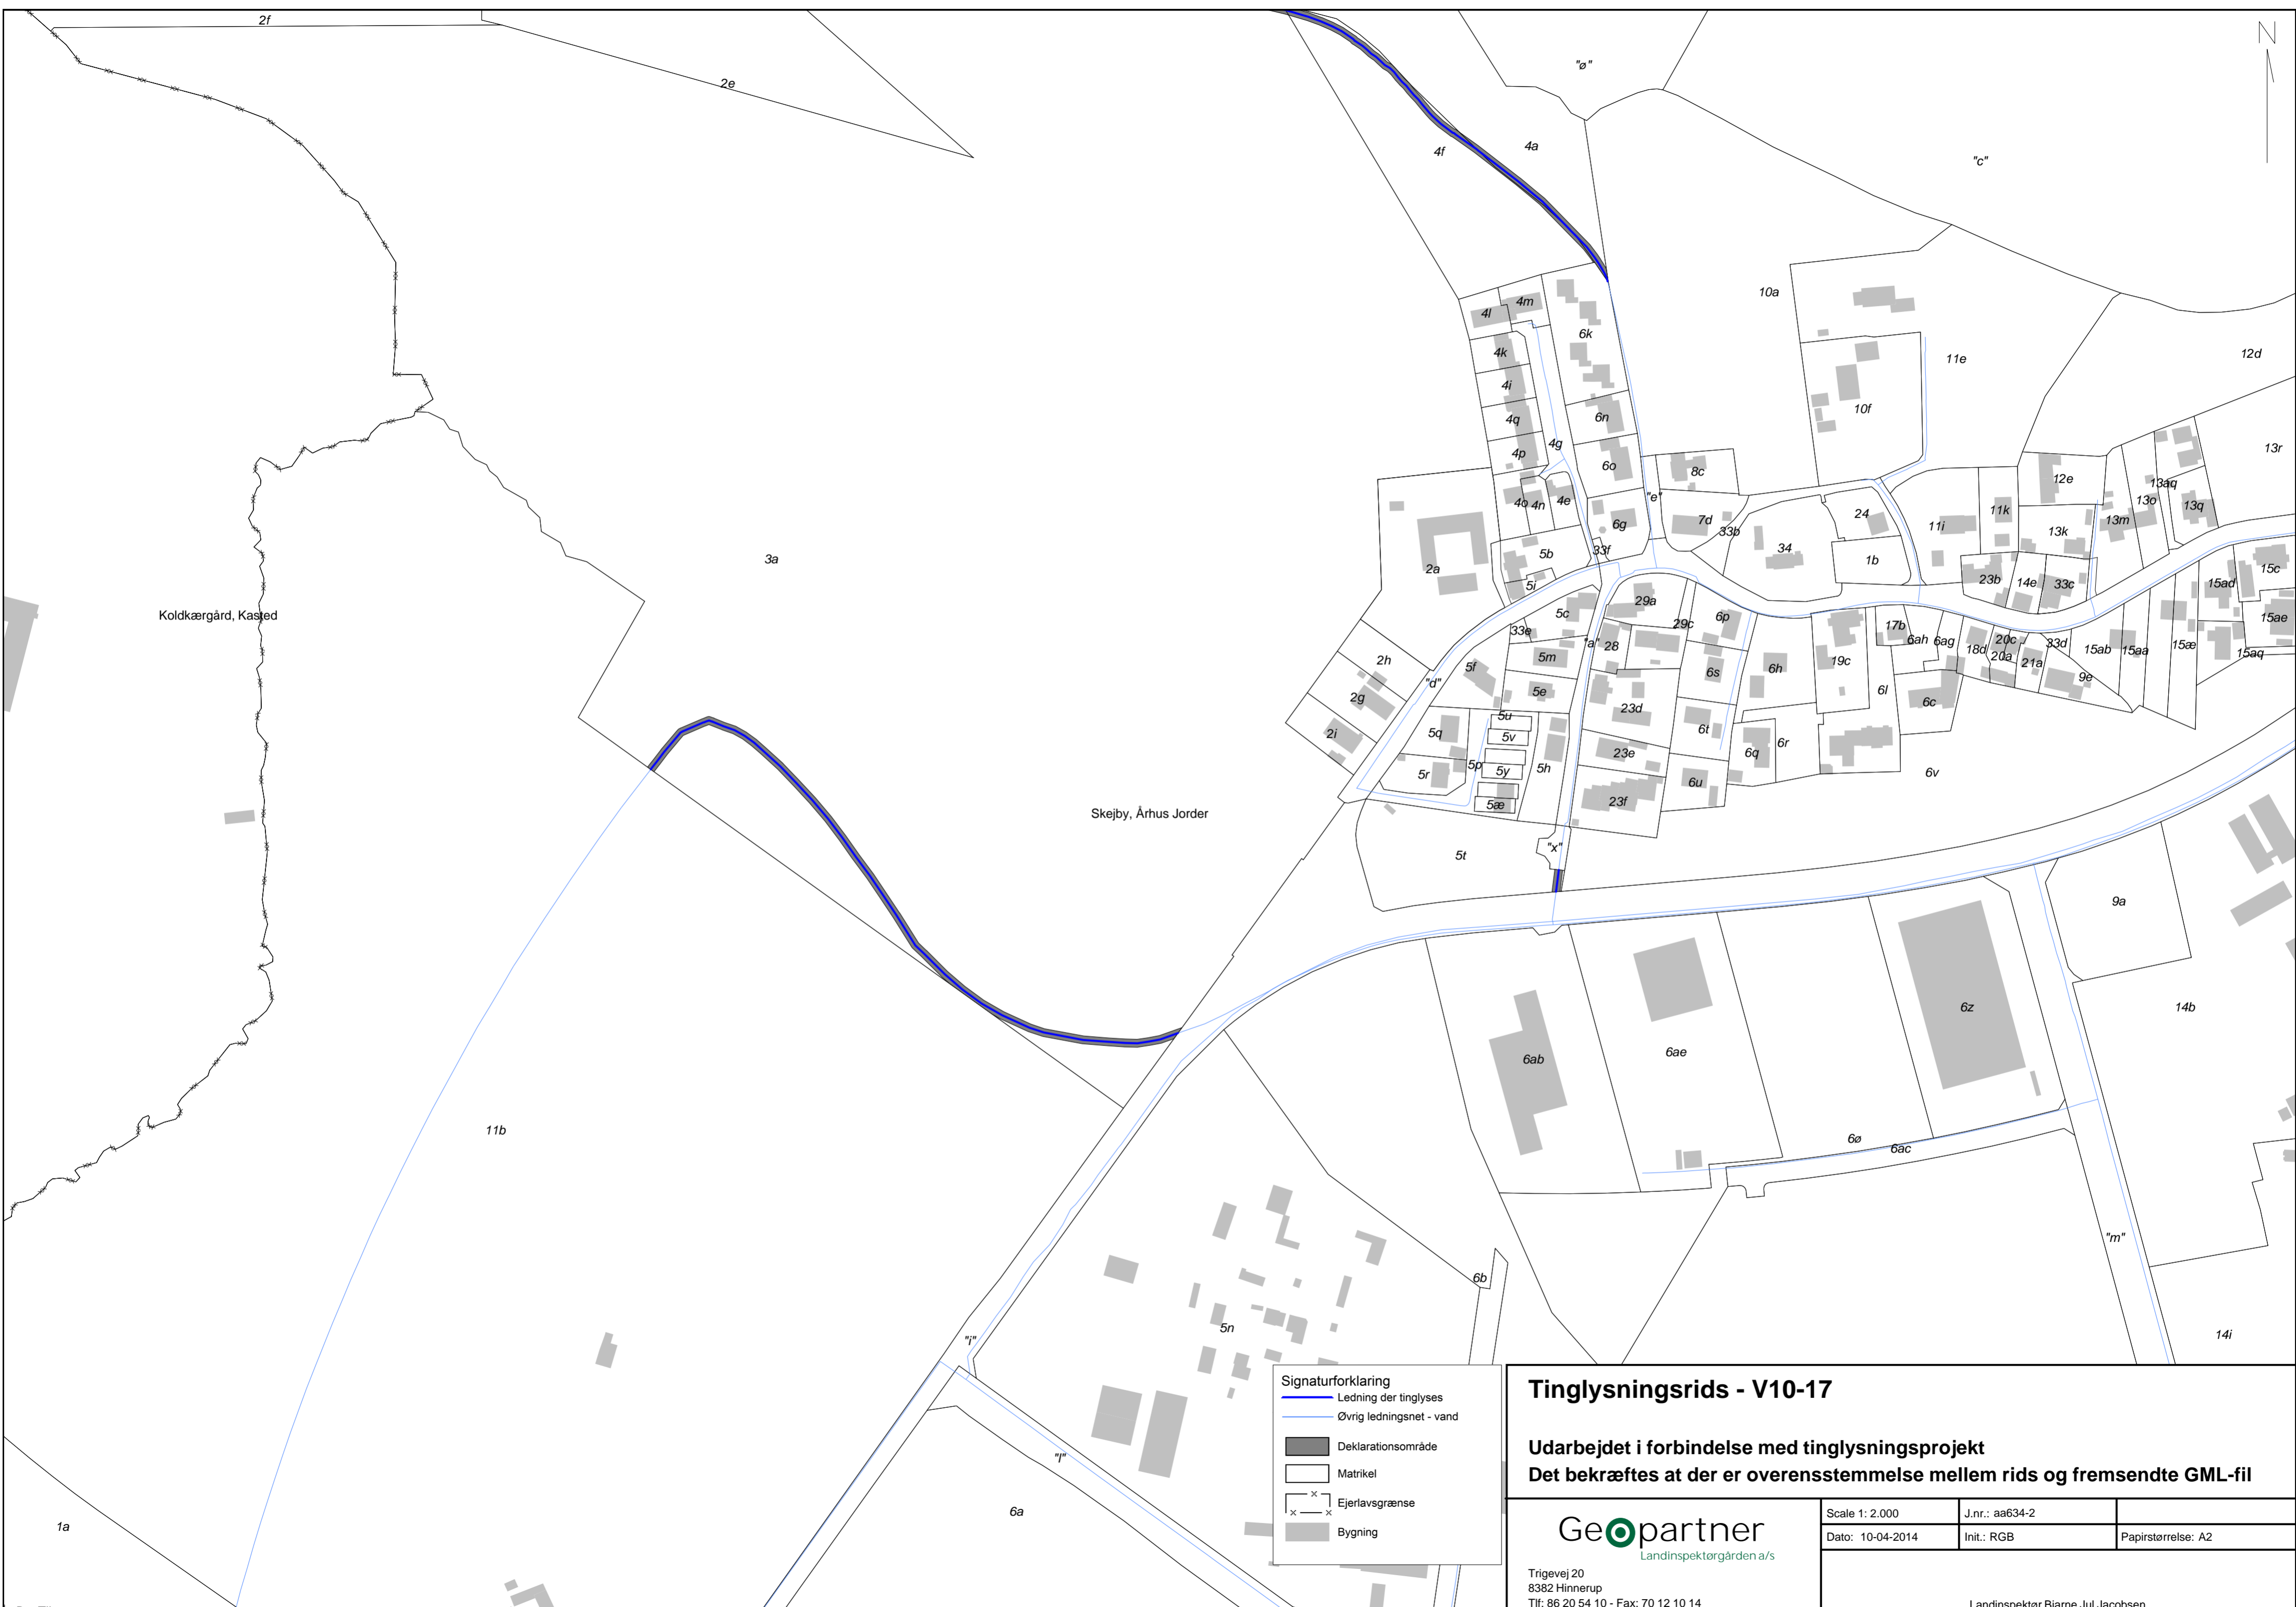 2f
2e
"ø"
N
4f
4a
"c"
10a
4l
4m
6k
4k
4i
4q
4p
4g
6n
6o
11e
12d
10f
13r
8c
"e"
12e
13aq
13o
13q
4o
4n
4e
6g
7d
33b
24
11i
11k
13k
13m
34
1b
33f
5b
5i
2a
3a
Koldkærgård, Kasted
23b
14e
33c
15ad
15c
15ae
29a
5c
33e
"a"
28
29c
6p
17b
6ah
6ag
18d
20c
20a
21a
33d
9e
15ab
15aa
15æ
15aq
2h
2g
2i
"d"
5f
5m
5e
6s
6h
19c
6l
6c
23d
5u
5v
5q
5r
5p
5y
5h
5æ
6t
23e
6q
6r
6u
23f
6v
Skejby, Århus Jorder
5t
"x"
9a
6z
14b
6ab
6ae
11b
6ø
6ac
"m"
6b
5n
"i"
14i
"l"
6a
1a
Signaturforklaring
Ledning der tinglyses
Øvrig ledningsnet - vand
Deklarationsområde
Matrikel
Ejerlavsgrænse
Bygning
Tinglysningsrids - V10-17
Udarbejdet i forbindelse med tinglysningsprojekt
Det bekræftes at der er overensstemmelse mellem rids og fremsendte GML-fil
Geopartner
Landinspektørgården a/s
Trigevej 20
8382 Hinnerup
Tlf: 86 20 54 10 - Fax: 70 12 10 14
Scale 1: 2.000
J.nr.: aa634-2
Dato: 10-04-2014
Init.: RGB
Papirstørrelse: A2
Landinspektør Bjarne Jul Jacobsen